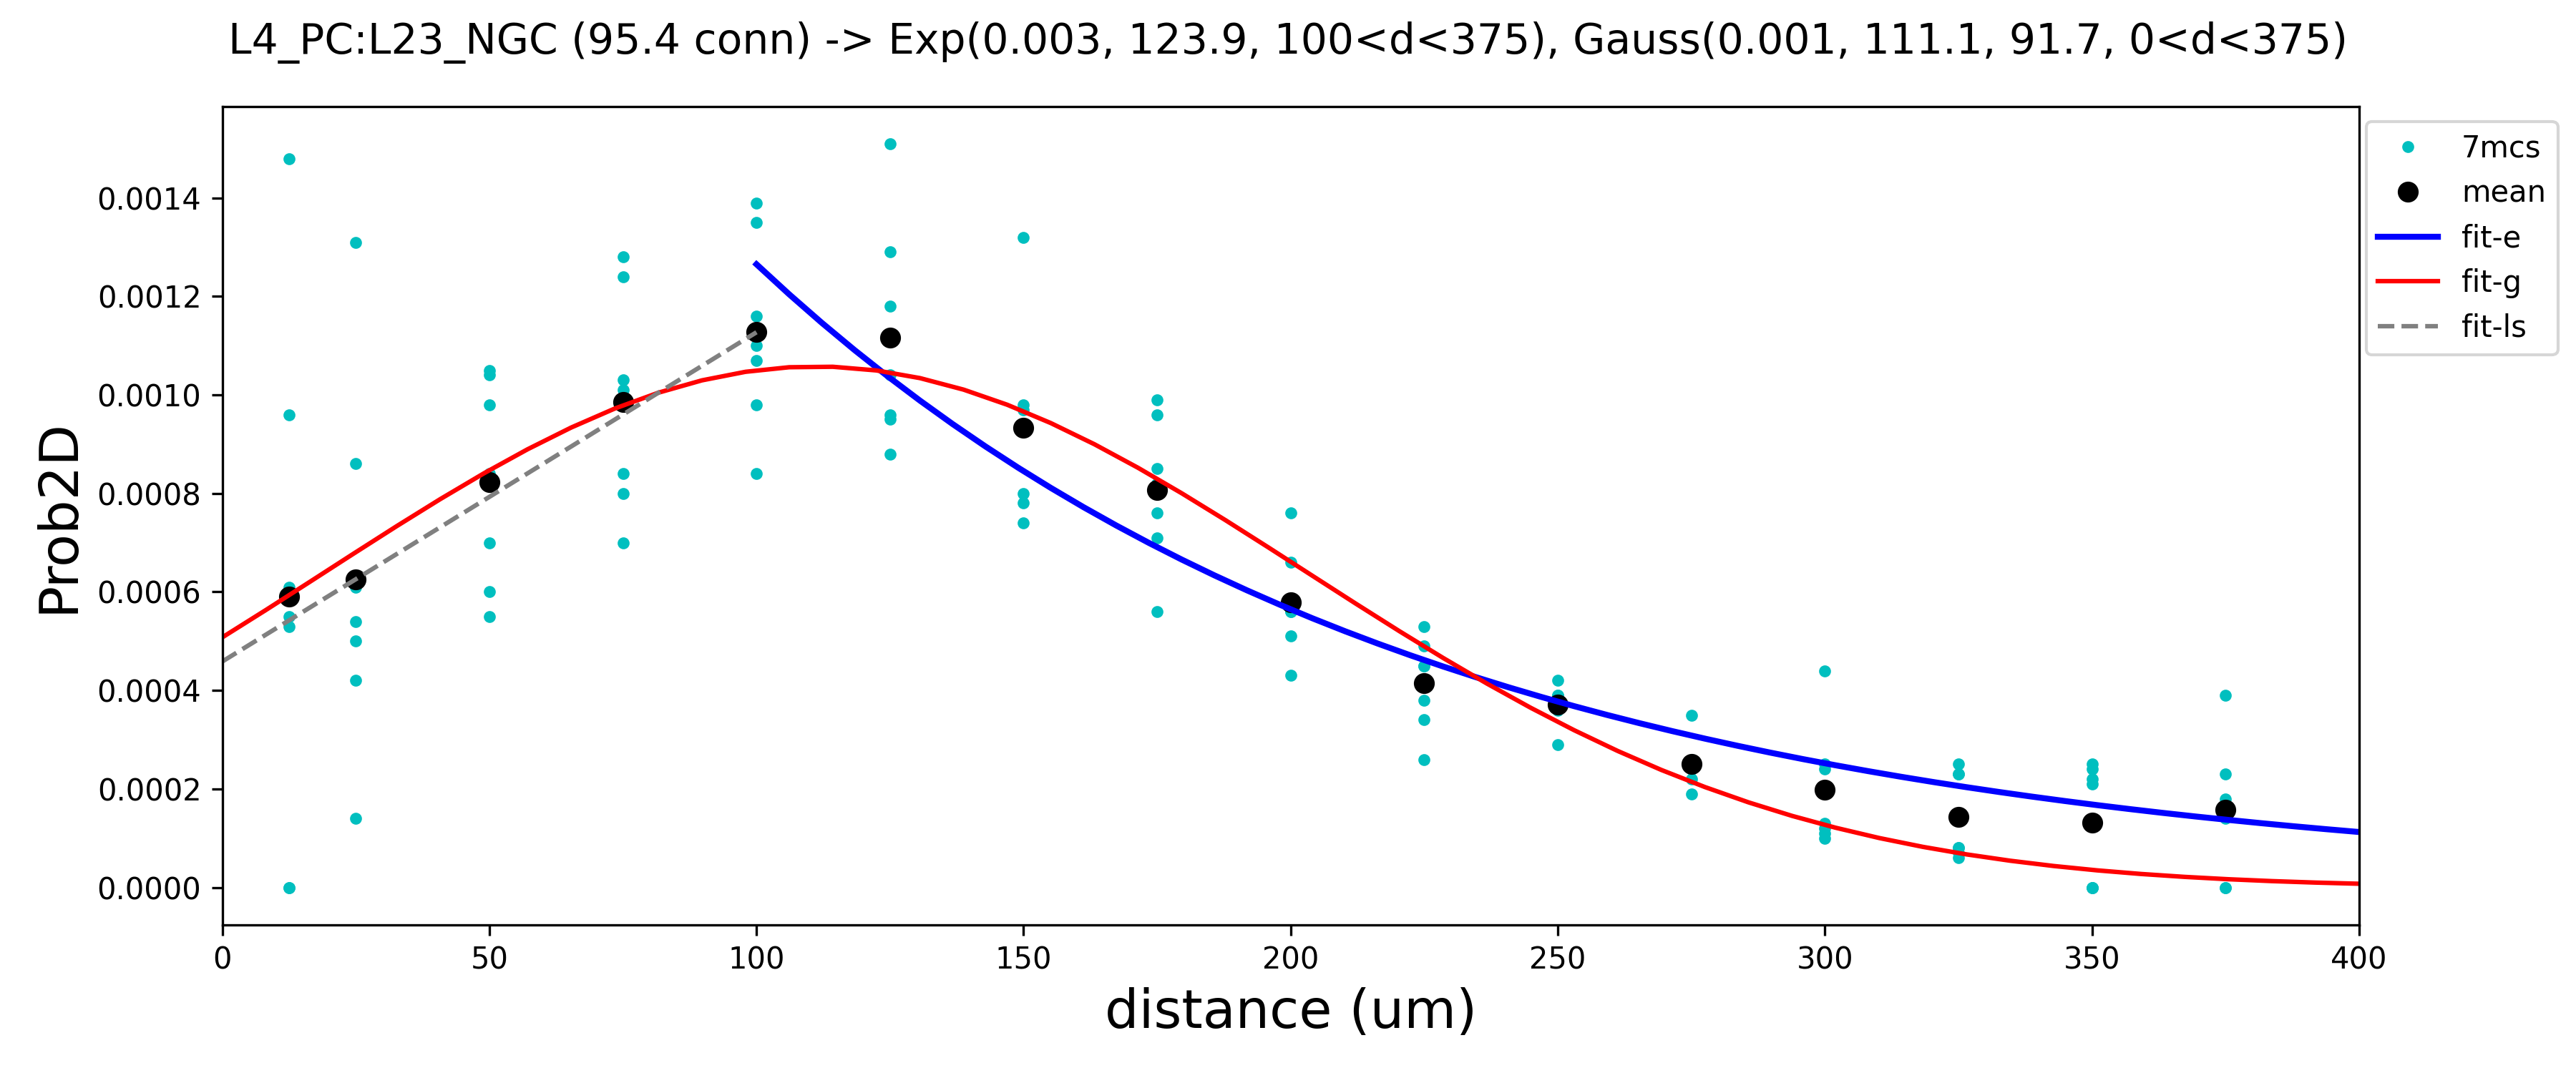 L4_PC:L23_NGC (95.4 conn) -> Exp(0.003, 123.9, 100<d<375), Gauss(0.001, 111.1, 91.7, 0<d<375)
Prob2D
0.0014
0.0012
0.0010
0.0008
0.0006
0.0004
0.0002
0.0000
0 50 100 150 200 250 300 350 400
distance (um)
7mcs
mean
fit-e
fit-g
fit-ls